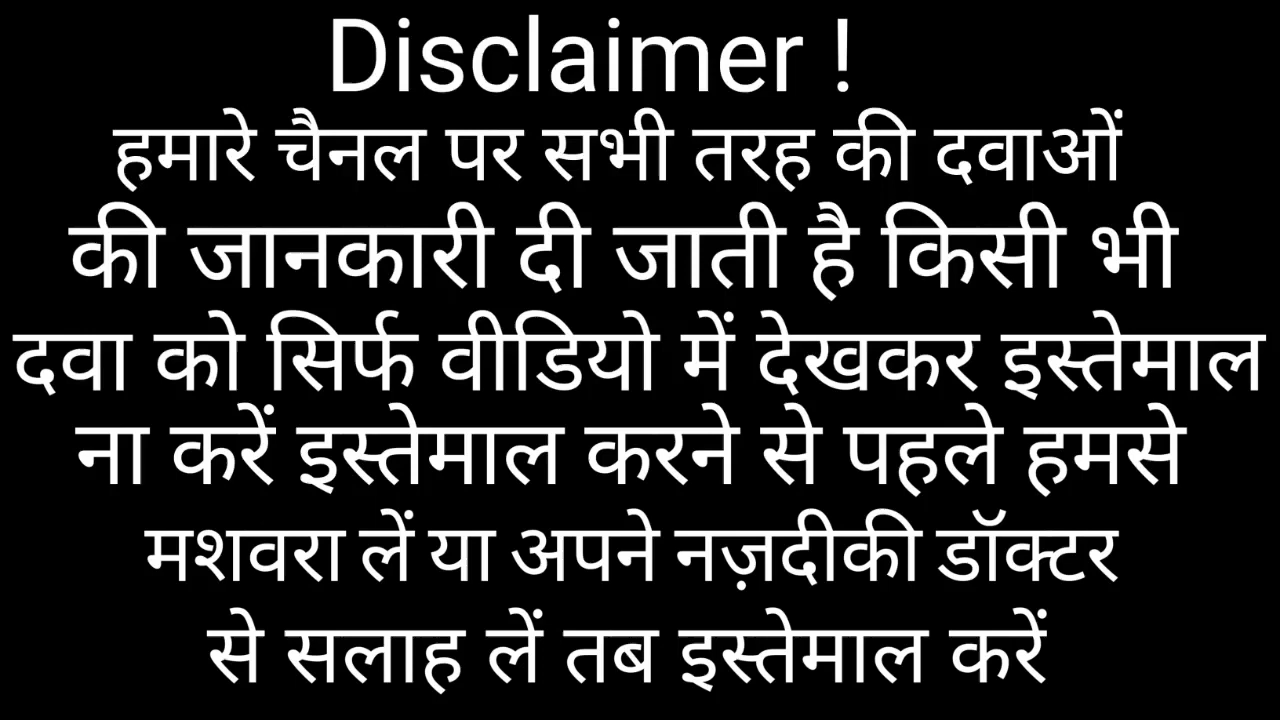 Disclaimer !
हमारे चैनल पर सभी तरह की दवाओं
की जानकारी दी जाती है किसी भी
दवा को सिर्फ वीडियो में देखकर इस्तेमाल
ना करें इस्तेमाल करने से पहले हमसे
मशवरा लें या अपने नज़दीकी डॉक्टर
से सलाह लें तब इस्तेमाल करें